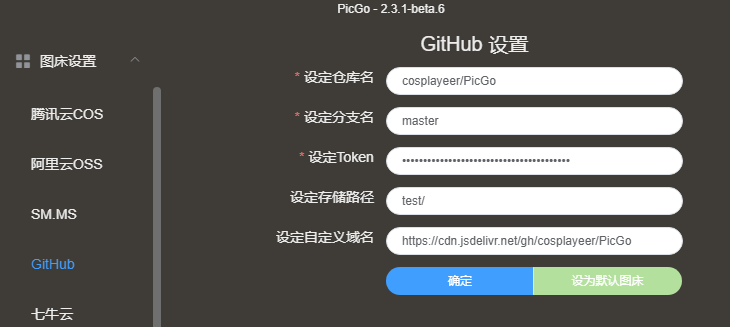 PicGo - 2.3.1-beta.6
图床设置
腾讯云COS
阿里云OSS
SM.MS
GitHub
七牛云
GitHub 设置
* 设定仓库名 cosplayeer/PicGo
* 设定分支名 master
* 设定Token ••••••••••••••••••••••••••••••••••••••••
设定存储路径 test/
设定自定义域名 https://cdn.jsdelivr.net/gh/cosplayeer/PicGo
确定 设为默认图床